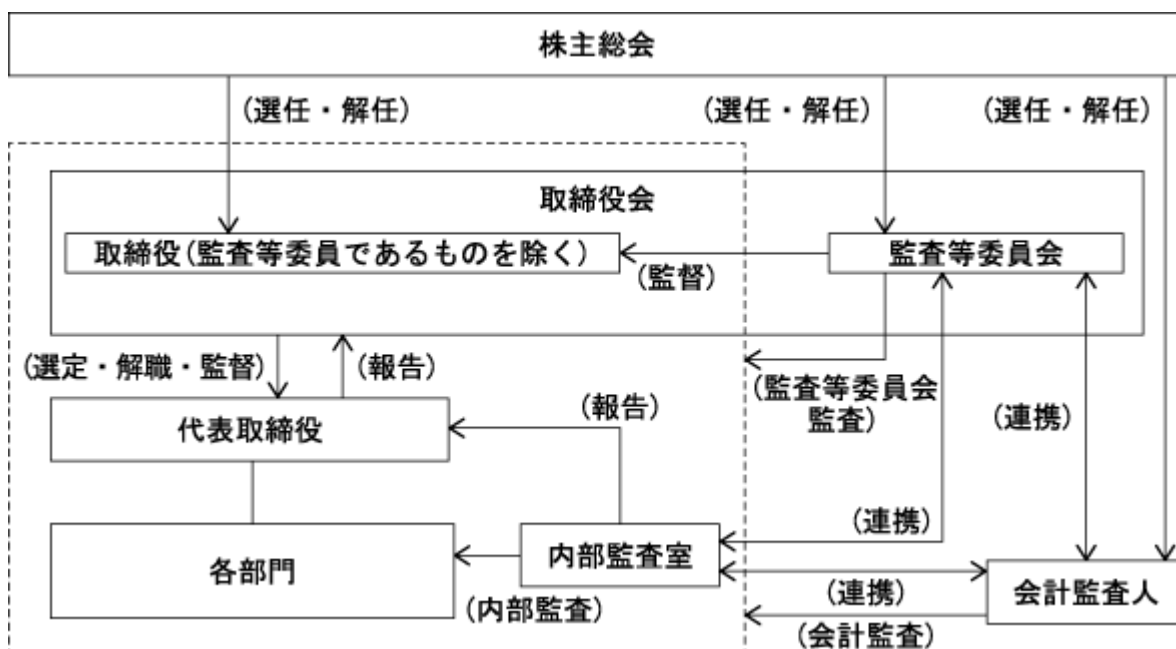 株主総会
(選任・解任)
(選任・解任)
(選任・解任)
取締役会
取締役(監査等委員であるものを除く)
監査等委員会
(監督)
(選定・解職・監督)
(報告)
(監査等委員会
監査)
代表取締役
(報告)
(連携)
(連携)
各部門
内部監査室
(内部監査)
(連携)
会計監査人
(会計監査)